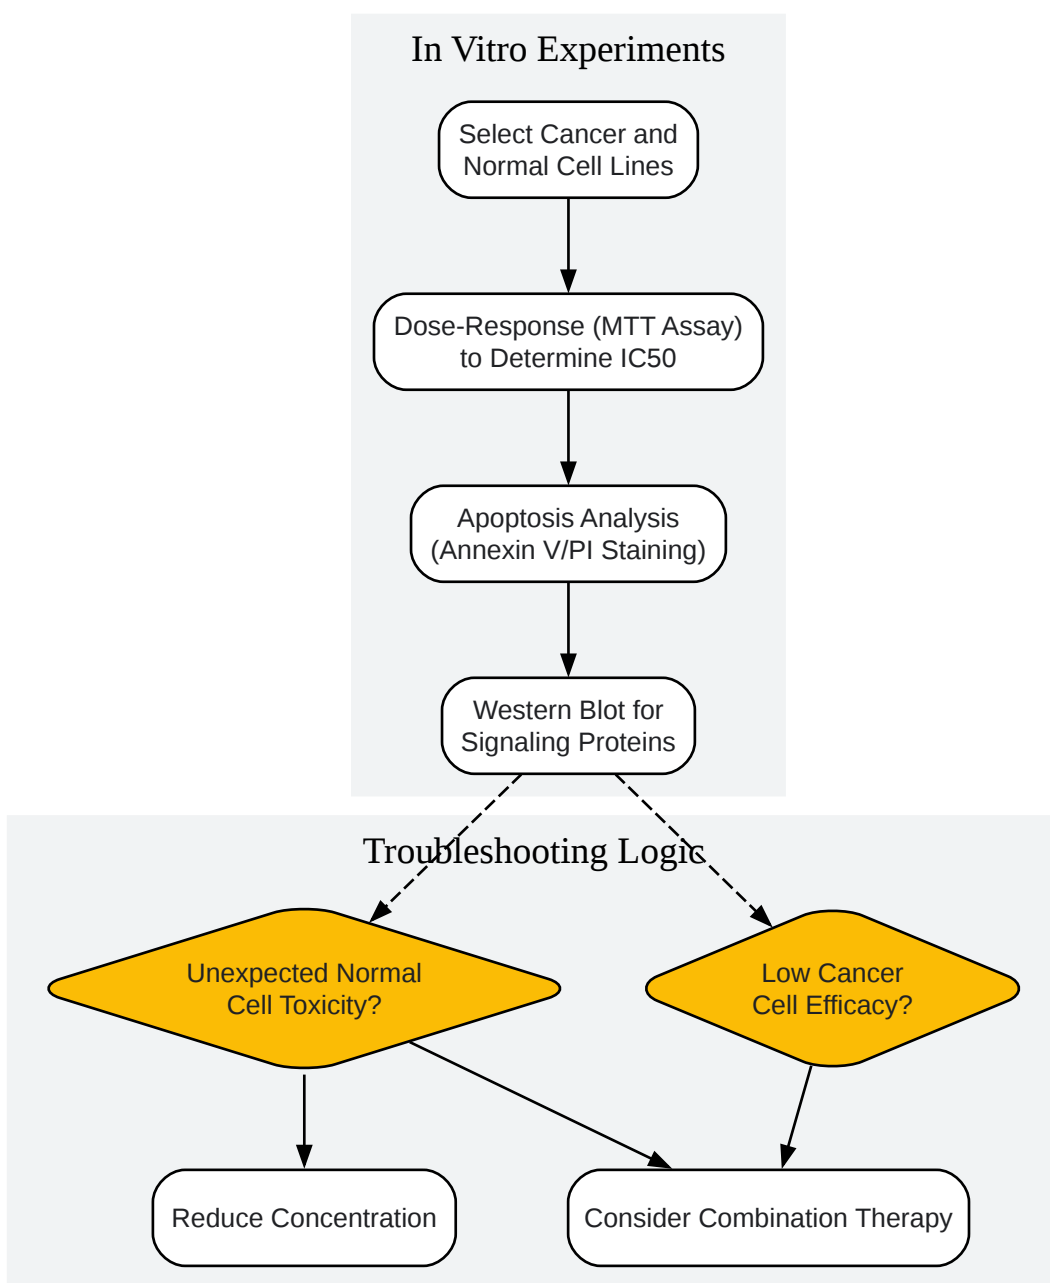 In Vitro Experiments
Select Cancer and
Normal Cell Lines
Dose-Response (MTT Assay)
to Determine IC50
Apoptosis Analysis
(Annexin V/PI Staining)
Western Blot for
Signaling Proteins
Troubleshooting Logic
Unexpected Normal
Cell Toxicity?
Low Cancer
Cell Efficacy?
Reduce Concentration
Consider Combination Therapy